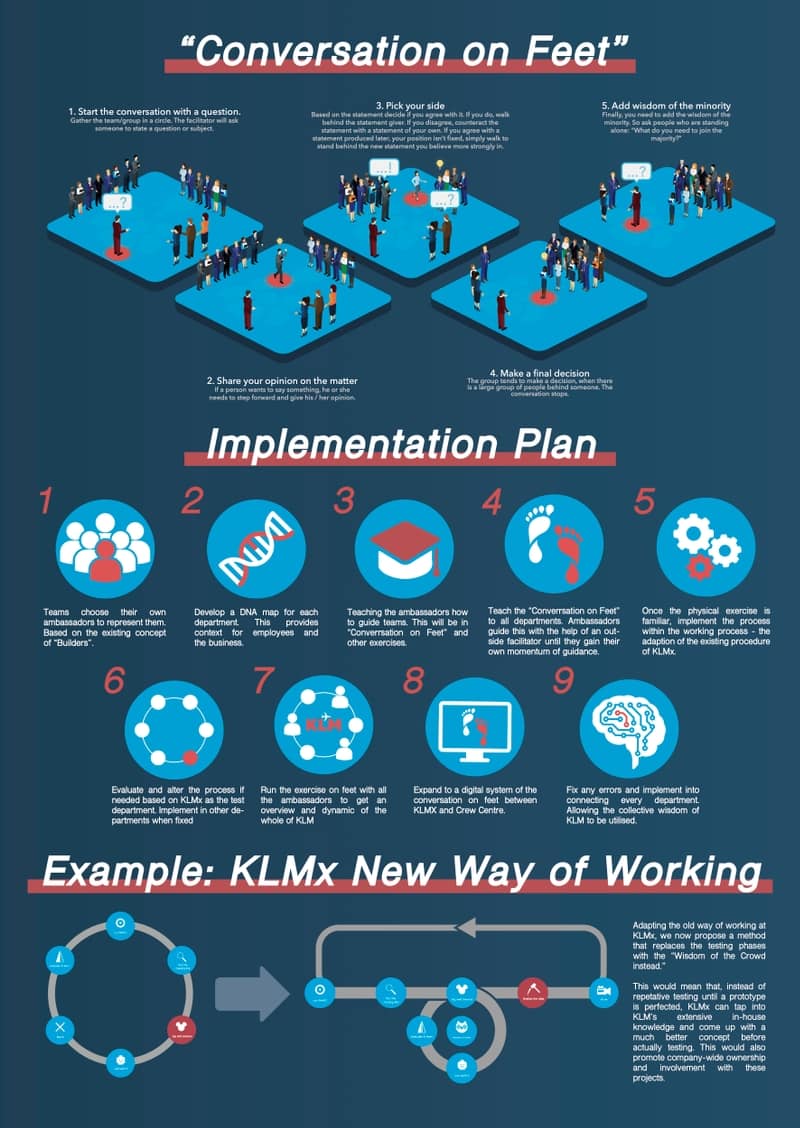 “Conversation on Feet”
1. Start the conversation with a question.
Gather the team/group in a circle. The facilitator will ask
someone to state a question or subject.
3. Pick your side
Based on the statement decide if you agree with it. If you do, walk
behind the statement giver. If you disagree, counteract the
statement with a statement of your own. If you agree with a
statement produced later, your position isn't fixed, simply walk to
stand behind the new statement you believe more strongly in.
5. Add wisdom of the minority
Finally, you need to add the wisdom of the
minority. So ask people who are standing
alone: “What do you need to join the
majority?”
...?
...!
...?
...?
2. Share your opinion on the matter
If a person wants to say something, he or she
needs to step forward and give his / her opinion.
4. Make a final decision
The group tends to make a decision, when there
is a large group of people behind someone. The
conversation stops.
Implementation Plan
1
Teams choose their own
ambassadors to represent them.
Based on the existing concept
of “Builders”.
2
Develop a DNA map for each
department. This provides
context for employees and
the business.
3
Teaching the ambassadors how
to guide teams. This will be in
“Converrsation on Feet” and
other exercises.
4
Teach the “Converrsation on Feet”
to all departments. Ambassadors
guide this with the help of an out-
side facilitator until they gain their
own momentum of guidance.
5
Once the physical exercise is
familiar, implement the process
within the working process - the
adaption of the existing procedure
of KLMx.
6
Evaluate and alter the process if
needed based on KLMx as the test
department. Implement in other de-
partments when fixed
7
KLM
Run the exercise on feet with all
the ambassadors to get an
overview and dynamic of the
whole of KLM
8
Expand to a digital system of the
conversation on feet between
KLMX and Crew Centre.
9
Fix any errors and implement into
connecting every department.
Allowing the collective wisdom of
KLM to be utilised.
Example: KLMx New Way of Working
Adapting the old way of working at
KLMx, we now propose a method
that replaces the testing phases
with the “Wisdom of the Crowd
instead.”
This would mean that, instead of
repetative testing until a prototype
is perfected, KLMx can tap into
KLM's extensive in-house
knowledge and come up with a
much better concept before
actually testing. This would also
promote company-wide ownership
and involvement with these
projects.